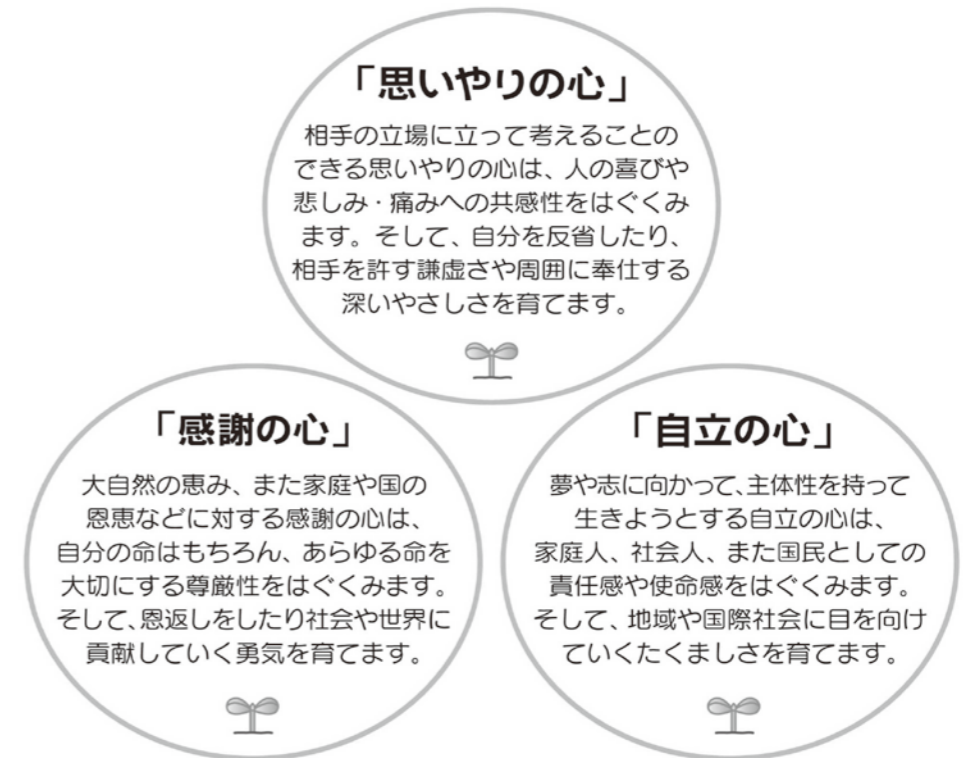 「思いやりの心」
相手の立場に立って考えることの
できる思いやりの心は、人の喜びや
悲しみ・痛みへの共感性をはぐくみ
ます。そして、自分を反省したり、
相手を許す謙虚さや周囲に奉仕する
深いやさしさを育てます。
「感謝の心」
大自然の恵み、また家庭や国の
恩恵などに対する感謝の心は、
自分の命はもちろん、あらゆる命を
大切にする尊厳性をはぐくみます。
そして、恩返しをしたり社会や世界に
貢献していく勇気を育てます。
「自立の心」
夢や志に向かって、主体性を持って
生きようとする自立の心は、
家庭人、社会人、また国民としての
責任感や使命感をはぐくみます。
そして、地域や国際社会に目を向け
ていくたくましさを育てます。